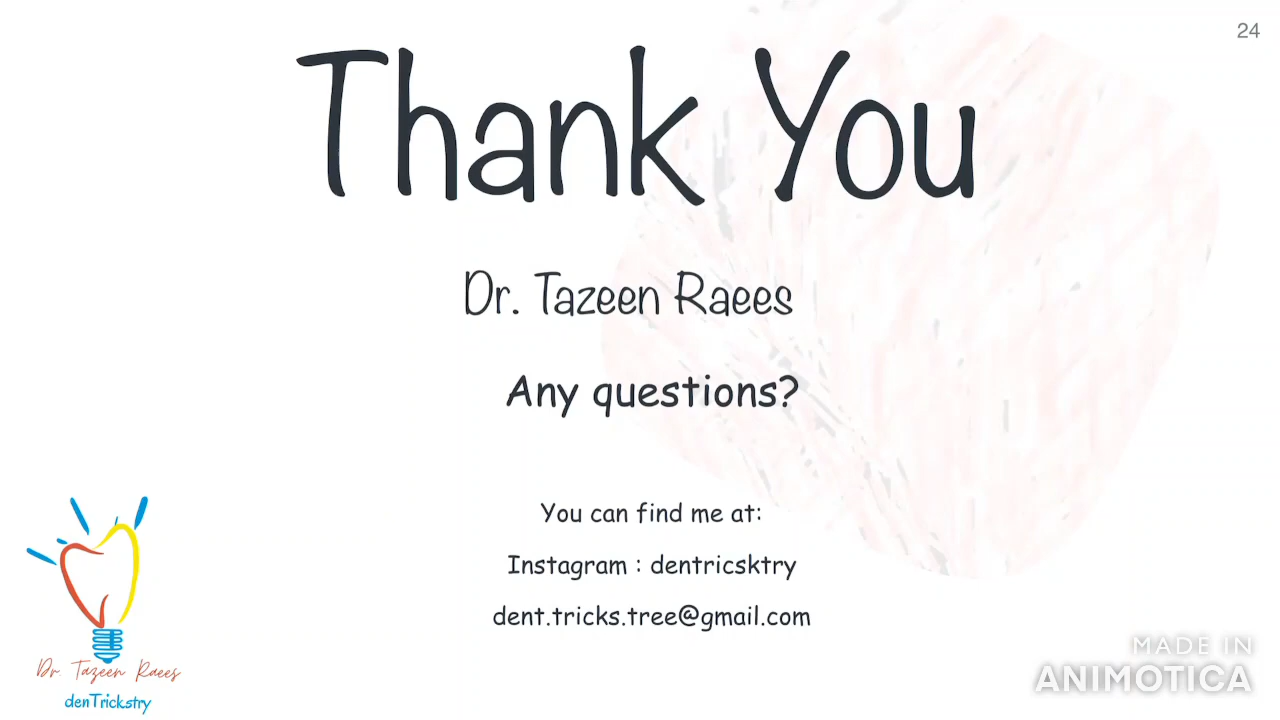 24
Thank You
Dr. Tazeen Raees
Any questions?
You can find me at:
Instagram : dentricsktry
dent.tricks.tree@gmail.com
Dr. Tazeen Raees
denTrickstry
MADE IN
ANIMOTICA